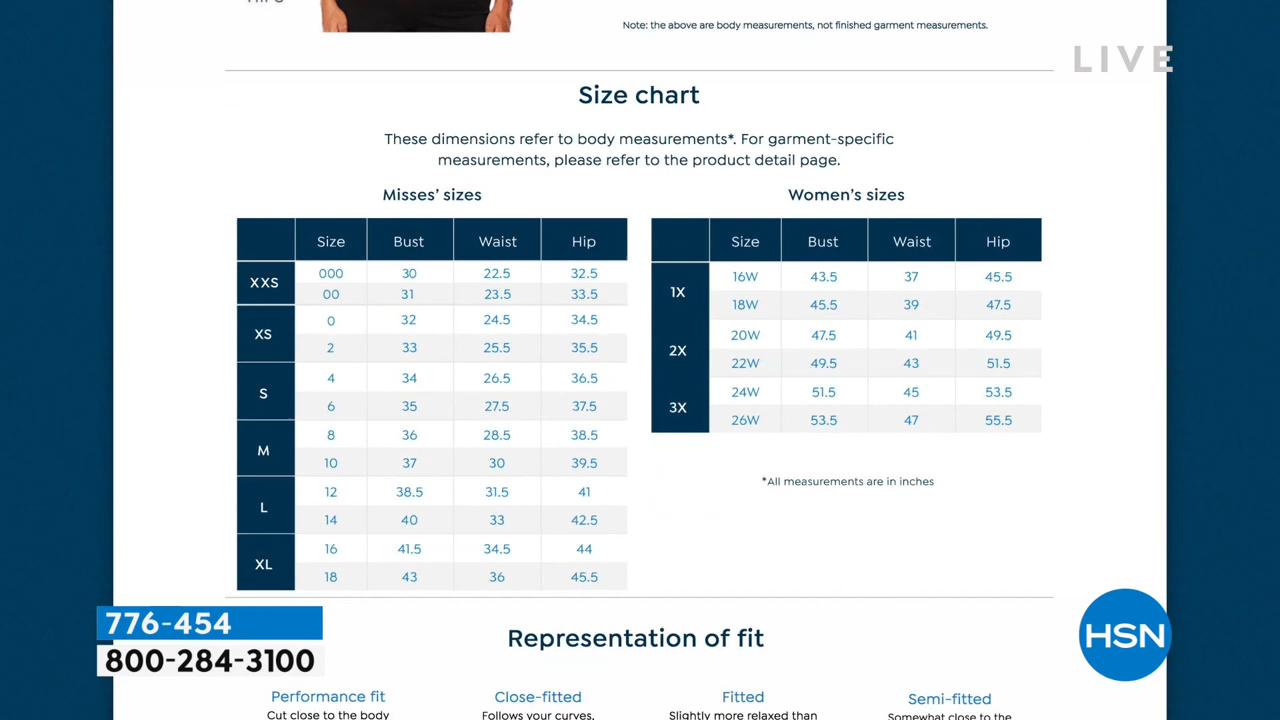 Note: the above are body measurements, not finished garment measurements.
LIVE
Size chart
These dimensions refer to body measurements*. For garment-specific
measurements, please refer to the product detail page.
Misses' sizes
Size Bust Waist Hip
XXS
000 30 22.5 32.5
00 31 23.5 33.5
XS
0 32 24.5 34.5
2 33 25.5 35.5
S
4 34 26.5 36.5
6 35 27.5 37.5
M
8 36 28.5 38.5
10 37 30 39.5
L
12 38.5 31.5 41
14 40 33 42.5
XL
16 41.5 34.5 44
18 43 36 45.5
Women's sizes
Size Bust Waist Hip
1X
16W 43.5 37 45.5
18W 45.5 39 47.5
2X
20W 47.5 41 49.5
22W 49.5 43 51.5
3X
24W 51.5 45 53.5
26W 53.5 47 55.5
*All measurements are in inches
776-454
800-284-3100
HSN
Representation of fit
Performance fit
Cut close to the body
Close-fitted
Follows your curves,
Fitted
Slightly more relaxed than
Semi-fitted
Somewhat close to the